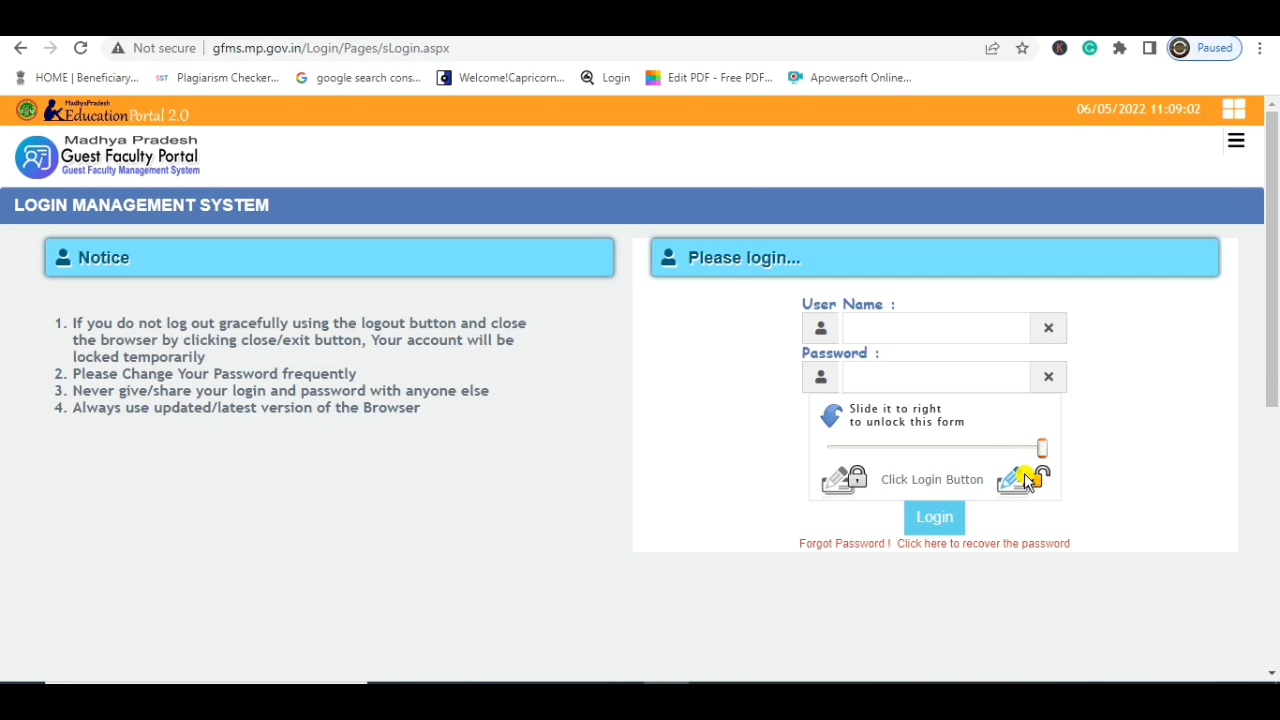 Not secure | gfms.mp.gov.in/Login/Pages/sLogin.aspx
Paused
HOME | Beneficiary...
SST Plagiarism Checker...
google search cons...
Welcome!Capricorn...
Login
Edit PDF - Free PDF...
Apowersoft Online...
MadhyaPradesh
Education Portal 2.0
06/05/2022 11:09:02
Madhya Pradesh
Guest Faculty Portal
Guest Faculty Management System
LOGIN MANAGEMENT SYSTEM
Notice
1. If you do not log out gracefully using the logout button and close
the browser by clicking close/exit button, Your account will be
locked temporarily
2. Please Change Your Password frequently
3. Never give/share your login and password with anyone else
4. Always use updated/latest version of the Browser
Please login...
User Name :
Password :
Slide it to right
to unlock this form
Click Login Button
Login
Forgot Password ! Click here to recover the password